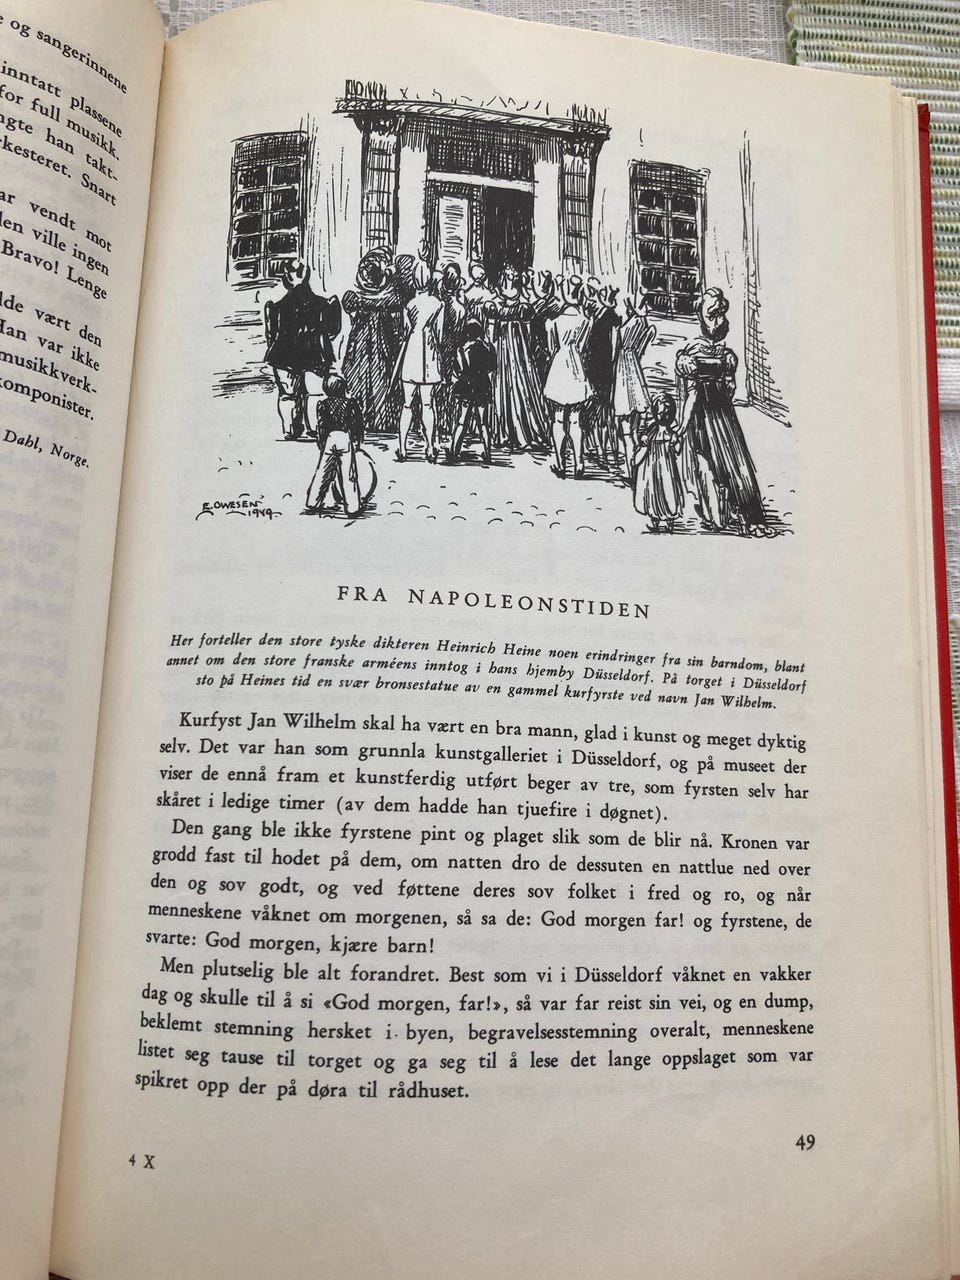 e og sangerinnene
inntatt plassene
for full musikk.
han takt-
Snart
ar vendt mot
den ville ingen
Bravo! Lenge
lde vært den
Han var ikke
musikkverk-
komponister.
Dahl, Norge.
E. OWESEN
1949
FRA NAPOLEONSTIDEN
Her forteller den store tyske dikteren Heinrich Heine noen erindringer fra sin barndom, blant
annet om den store franske arméens inntog i hans hjemby Düsseldorf. På torget i Düsseldorf
sto på Heines tid en svær bronsestatue av en gammel kurfyrste ved navn Jan Wilhelm.
Kurfyst Jan Wilhelm skal ha vært en bra mann, glad i kunst og meget dyktig
selv. Det var han som grunnla kunstgalleriet i Düsseldorf, og på museet der
viser de ennå fram et kunstferdig utført beger av tre, som fyrsten selv har
skåret i ledige timer (av dem hadde han tjuefire i døgnet).
Den gang ble ikke fyrstene pint og plaget slik som de blir nå. Kronen var
grodd fast til hodet på dem, om natten dro de dessuten en nattlue ned over
den og sov godt, og ved føttene deres sov folket i fred og ro, og når
menneskene våknet om morgenen, så sa de: God morgen far! og fyrstene, de
svarte: God morgen, kjære barn!
Men plutselig ble alt forandret. Best som vi i Düsseldorf våknet en vakker
dag og skulle til å si «God morgen, far!», så var far reist sin vei, og en dump,
beklemt stemning hersket i byen, begravelsesstemning overalt, menneskene
listet seg tause til torget og ga seg til å lese det lange oppslaget som var
spikret opp der på døra til rådhuset.
49
4 X